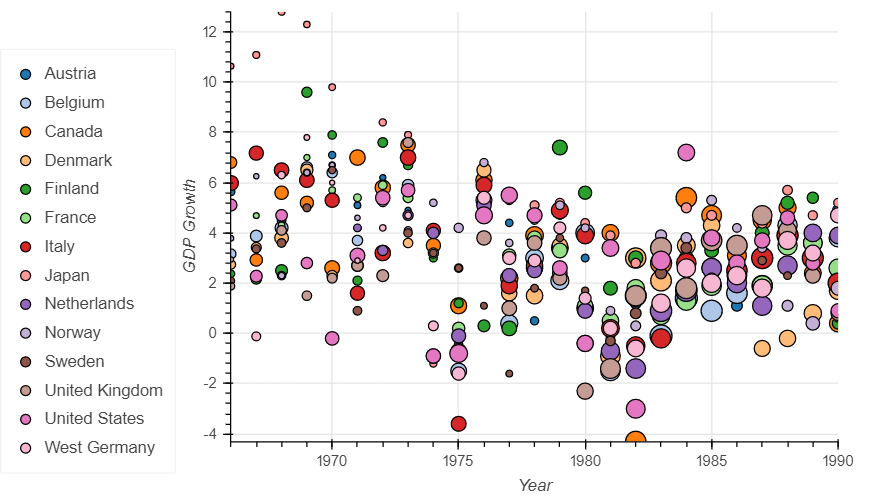 Austria
Belgium
Canada
Denmark
Finland
France
Italy
Japan
Netherlands
Norway
Sweden
United Kingdom
United States
West Germany
GDP Growth
12
10
8
6
4
2
0
-2
-4
1970
1975
1980
1985
1990
Year